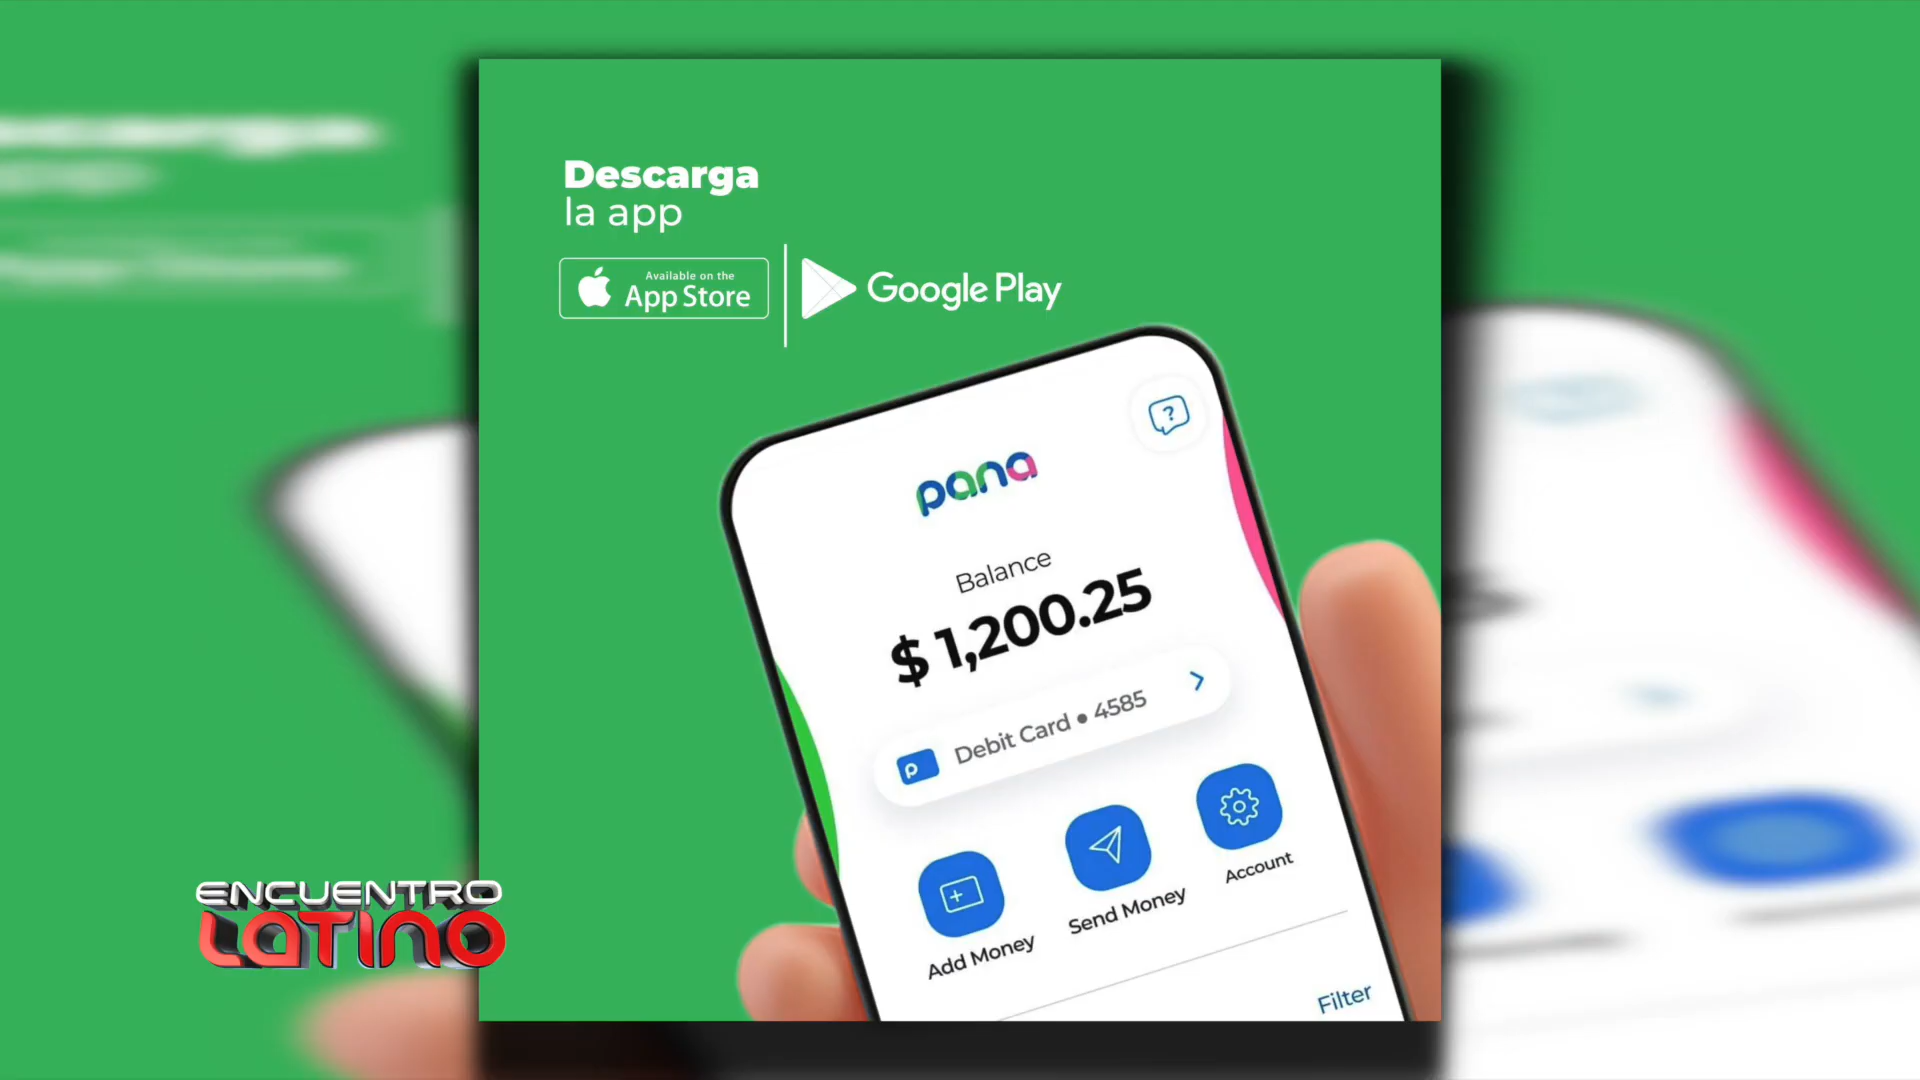 Descarga
la app
Available on the
App Store
Google Play
?
pana
Balance
$ 1,200.25
p
Debit Card • 4585
Add Money
Send Money
Account
Filter
ENCUENTRO
LATINO